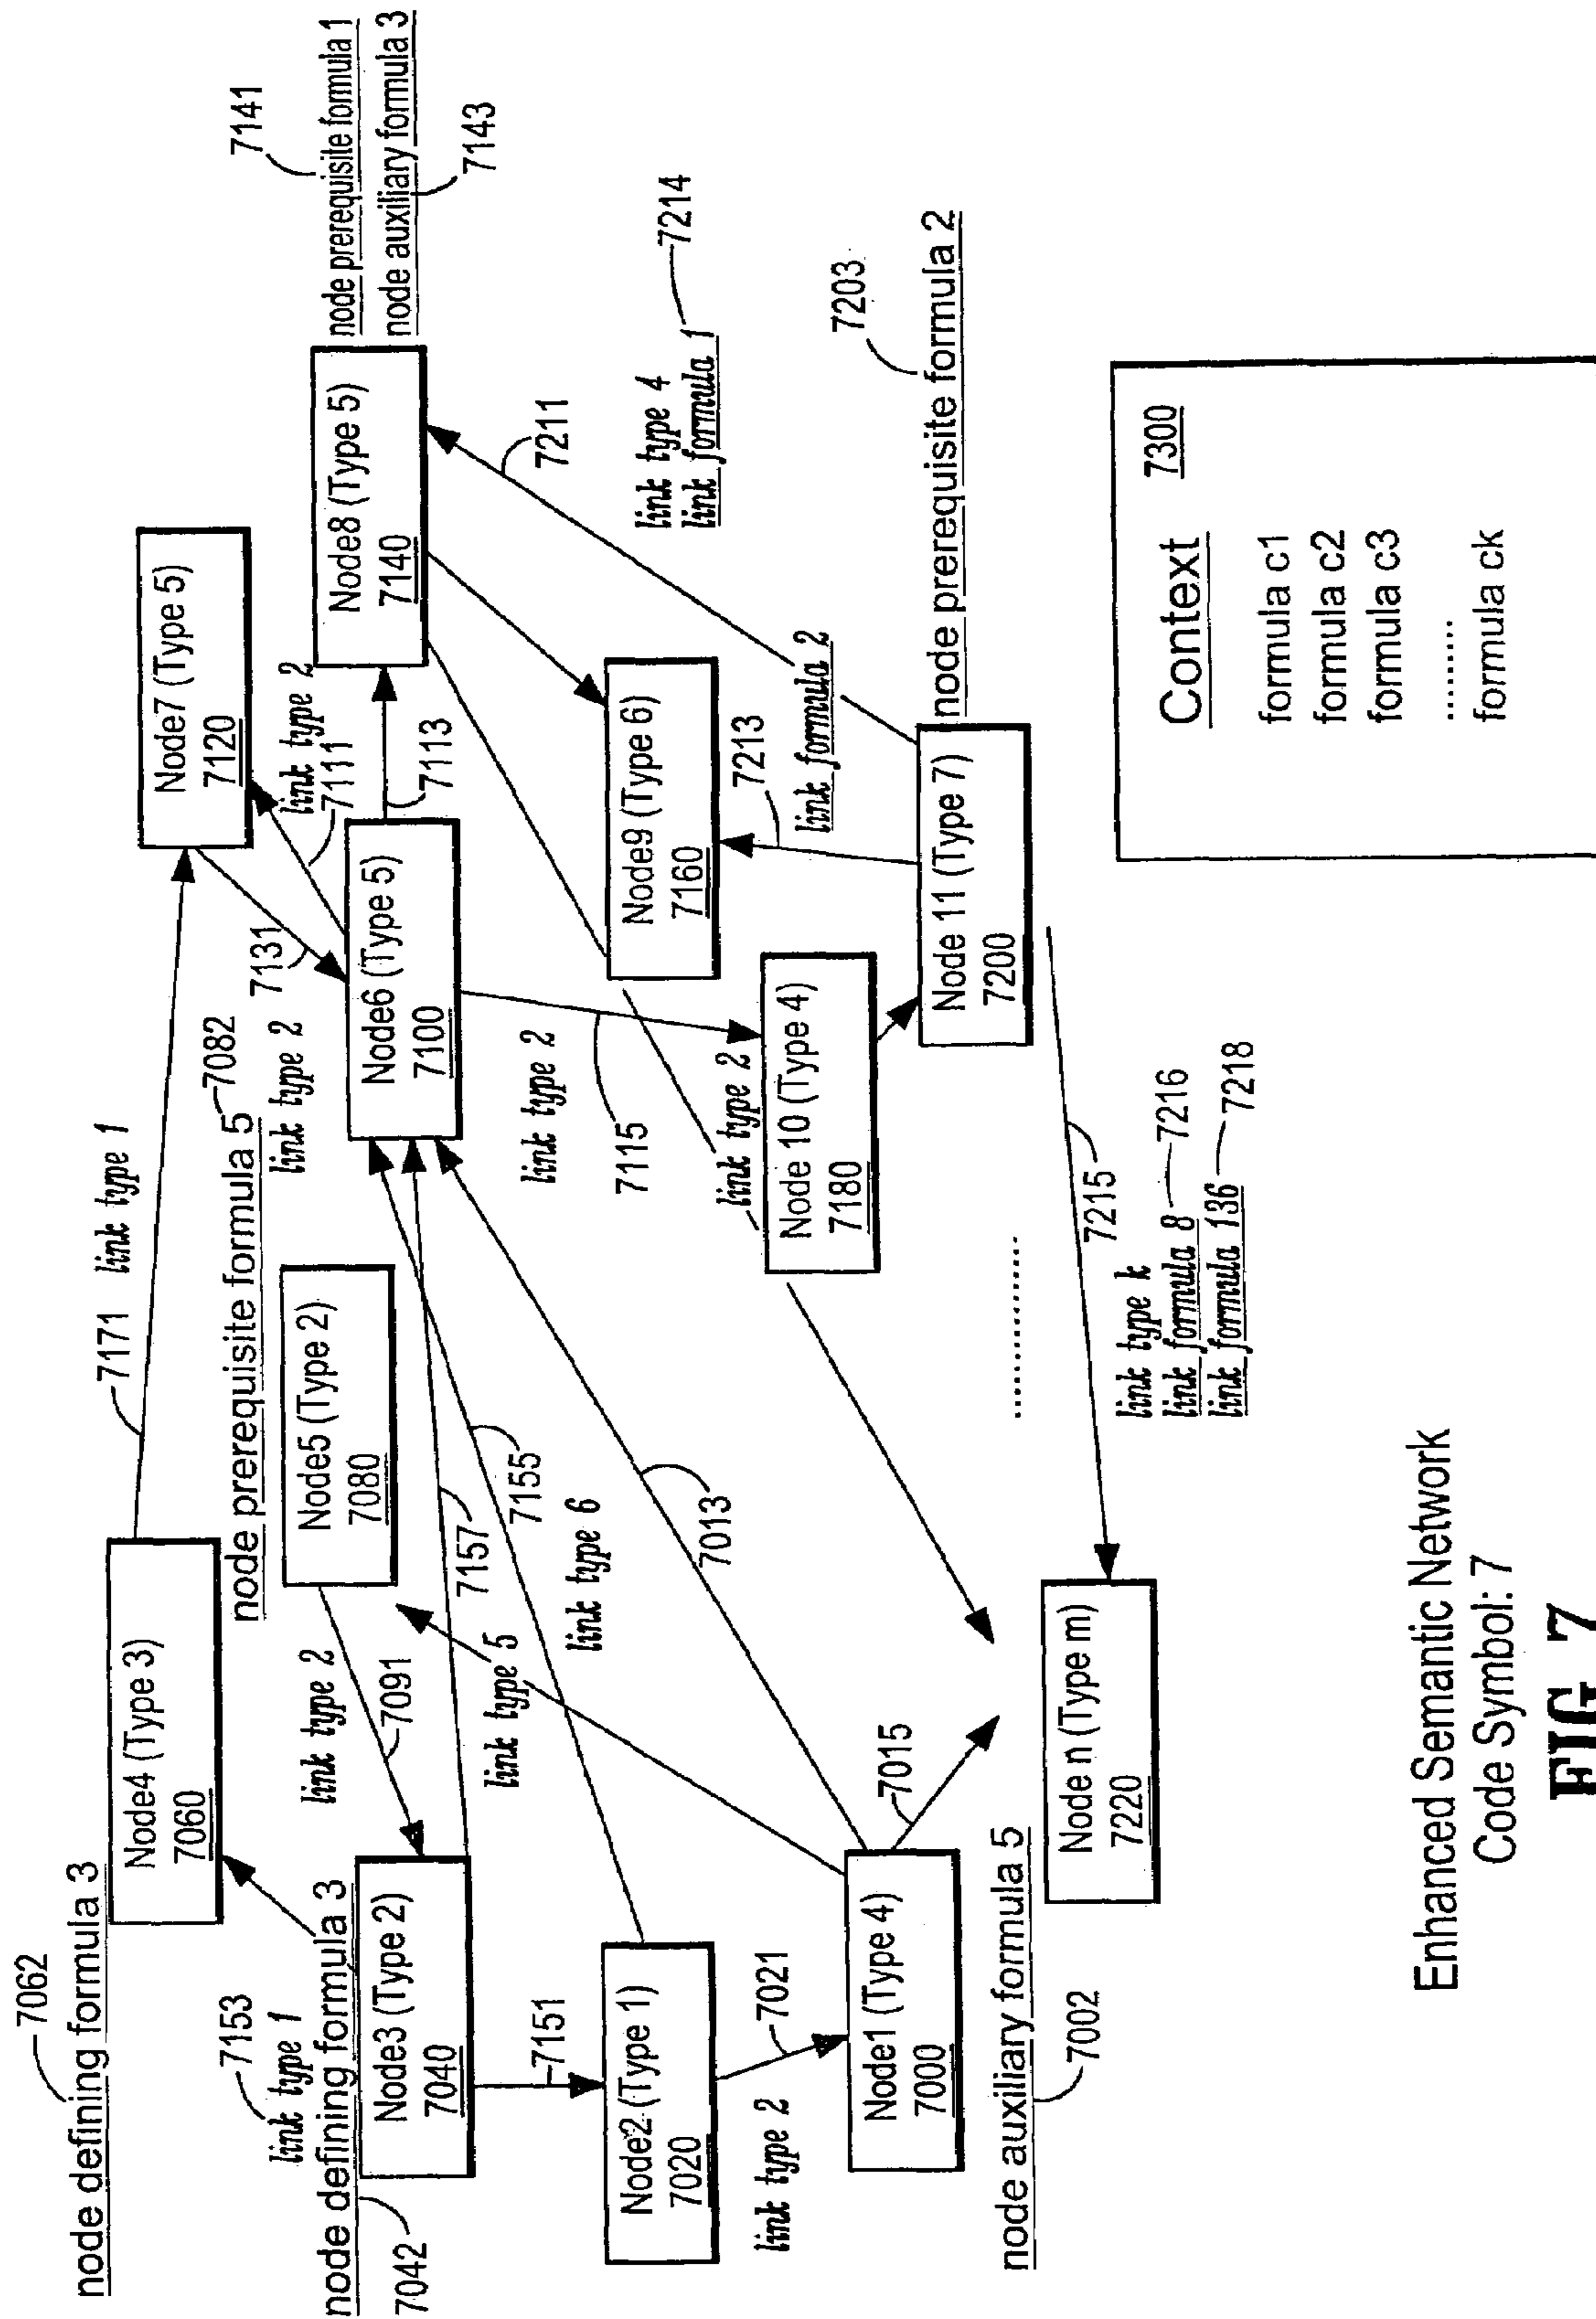 7062
node defining formula 3
Node4 (Type 3)
7060
7171
link type 1
Node7 (Type 5)
7120
7153
link type 1
node defining formula 3
7042
Node3 (Type 2)
7040
link type 2
7091
node prerequisite formula 5
7082
Node5 (Type 2)
7080
7131
link type 2
link type 2
7111
Node6 (Type 5)
7100
7113
Node8 (Type 5)
7140
7141
node prerequisite formula 1
node auxiliary formula 3
7143
7151
7157
7155
link type 5
link type 6
link type 2
7115
Node2 (Type 1)
7020
7021
link type 2
7013
Node9 (Type 6)
7160
7211
link type 4
link formula 1
7214
7213
link formula 2
link type 2
Node 10 (Type 4)
7180
Node1 (Type 4)
7000
7015
node auxiliary formula 5
7002
Node 11 (Type 7)
7200
7203
node prerequisite formula 2
............
7215
link type k
link formula 8
7216
link formula 136
7218
Node n (Type m)
7220
Context
7300
formula c1
formula c2
formula c3
........
formula ck
Enhanced Semantic Network
Code Symbol: 7
FIG. 7